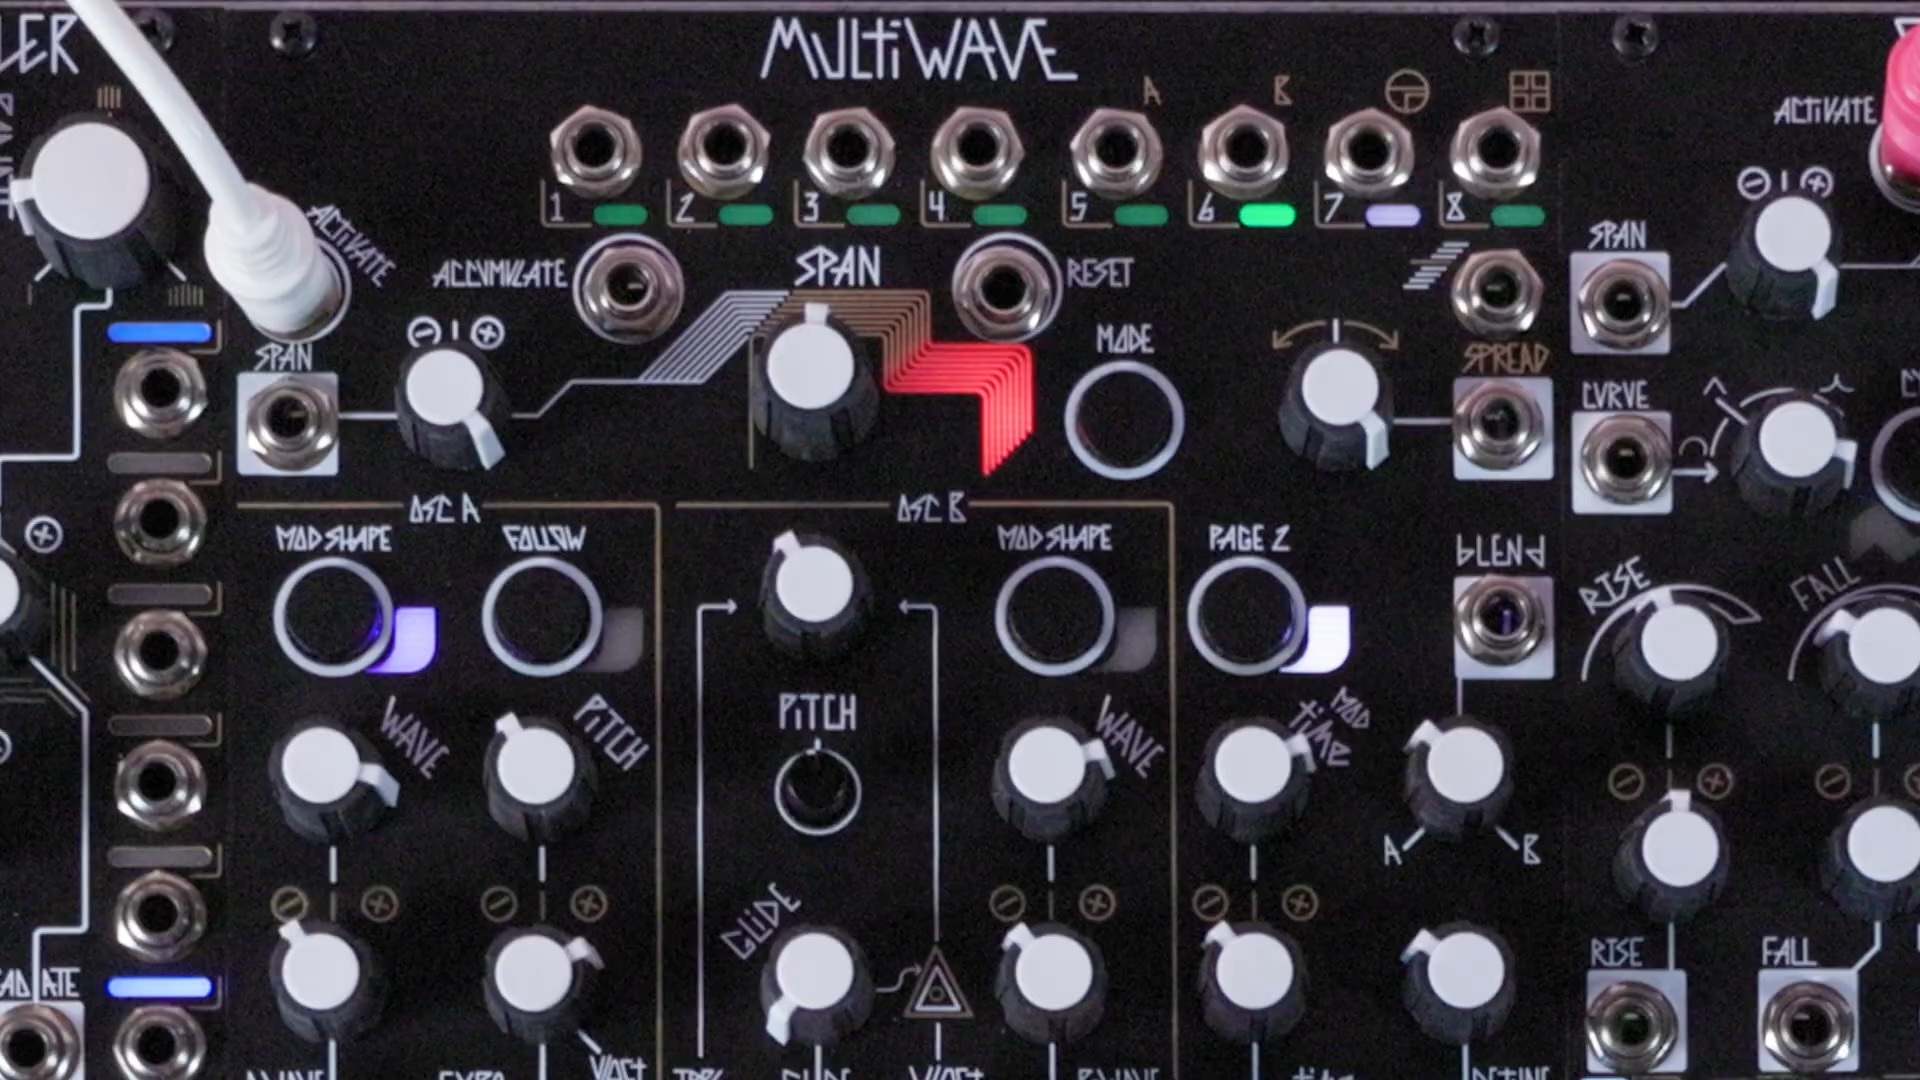 MULTIWAVE
A
B
ACTIVATE
1
2
3
4
5
6
7
8
ACTIVATE
ACCUMULATE
SPAN
RESET
SPAN
SPAN
MODE
SPREAD
CURVE
OSC A
OSC B
MOD SHAPE
FOLLOW
MOD SHAPE
PAGE 2
BLEND
RISE
FALL
WAVE
PITCH
PITCH
WAVE
MOD
TIME
A
B
GLIDE
RISE
FALL